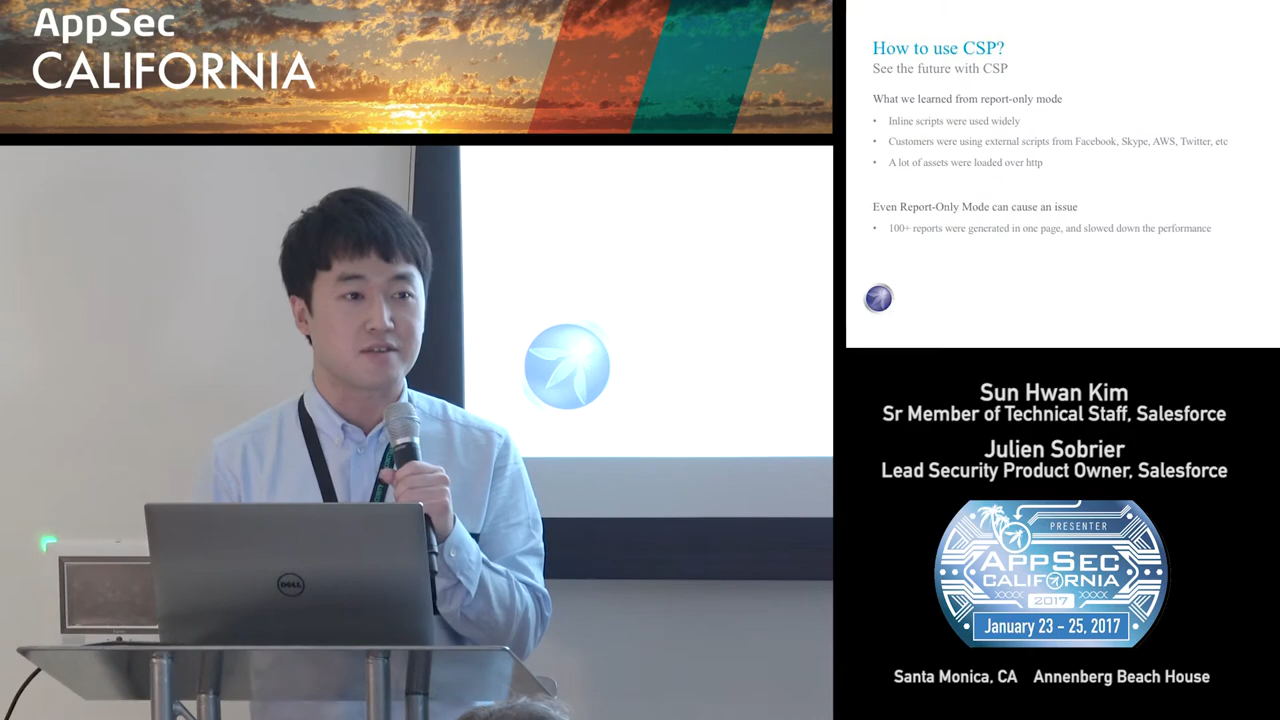 AppSec
CALIFORNIA
How to use CSP?
See the future with CSP
What we learned from report-only mode
• Inline scripts were used widely
• Customers were using external scripts from Facebook, Skype, AWS, Twitter, etc
• A lot of assets were loaded over http
Even Report-Only Mode can cause an issue
• 100+ reports were generated in one page, and slowed down the performance
DELL
Sun Hwan Kim
Sr Member of Technical Staff, Salesforce
Julien Sobrier
Lead Security Product Owner, Salesforce
PRESENTER
APPSEC
CALIFORNIA
2017
January 23 - 25, 2017
Santa Monica, CA Annenberg Beach House